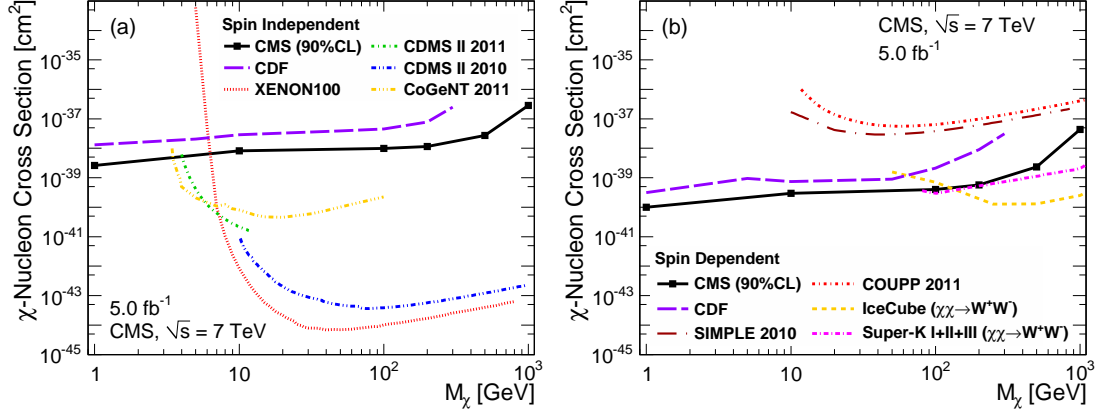 (a)
Spin Independent
CMS (90%CL)
CDF
XENON100
CDMS II 2011
CDMS II 2010
CoGeNT 2011
χ-Nucleon Cross Section [cm²]
10⁻³⁵
10⁻³⁷
10⁻³⁹
10⁻⁴¹
10⁻⁴³
10⁻⁴⁵
5.0 fb⁻¹
CMS, √s = 7 TeV
1
10
10²
10³
Mχ [GeV]
(b)
CMS, √s = 7 TeV
5.0 fb⁻¹
χ-Nucleon Cross Section [cm²]
10⁻³⁵
10⁻³⁷
10⁻³⁹
10⁻⁴¹
10⁻⁴³
10⁻⁴⁵
Spin Dependent
CMS (90%CL)
CDF
SIMPLE 2010
COUPP 2011
IceCube (χχ→W⁺W⁻)
Super-K I+II+III (χχ→W⁺W⁻)
1
10
10²
10³
Mχ [GeV]